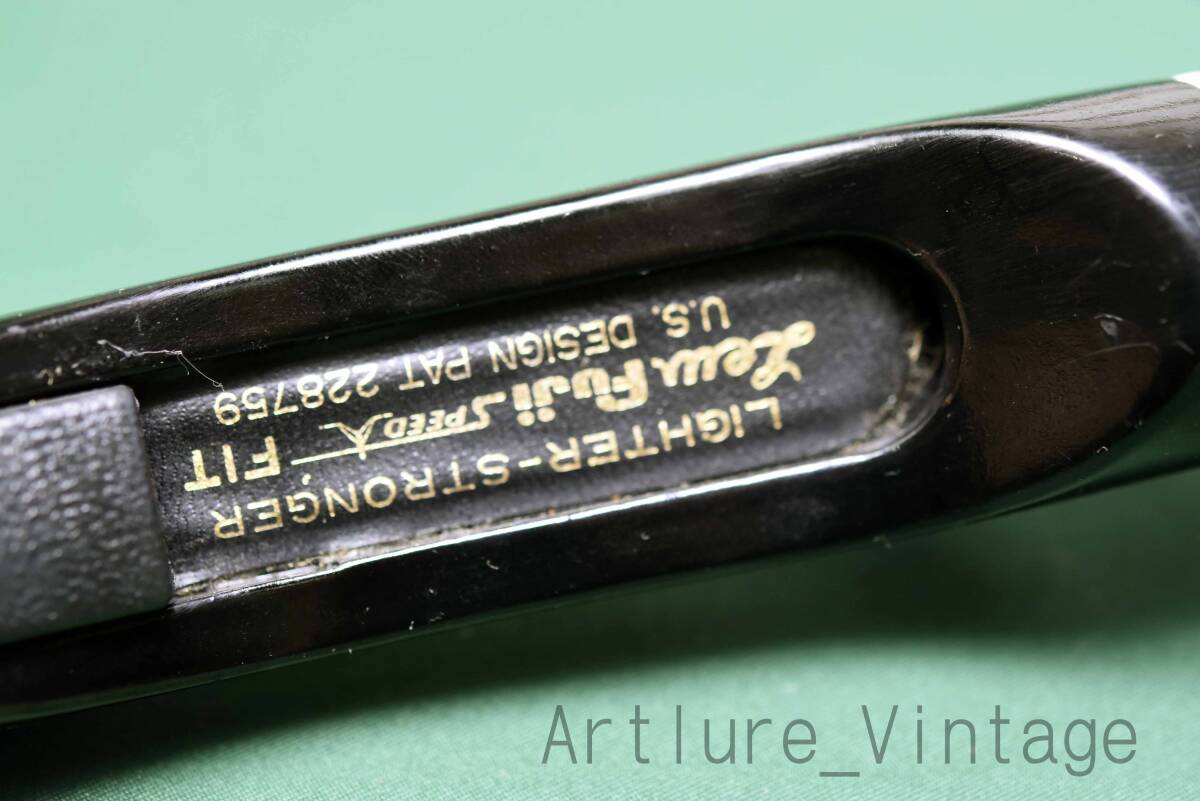 LIGHTER-STRONGER
Lew Fuji SPEED FIT
U.S. DESIGN PAT 228759
Artlure_Vintage